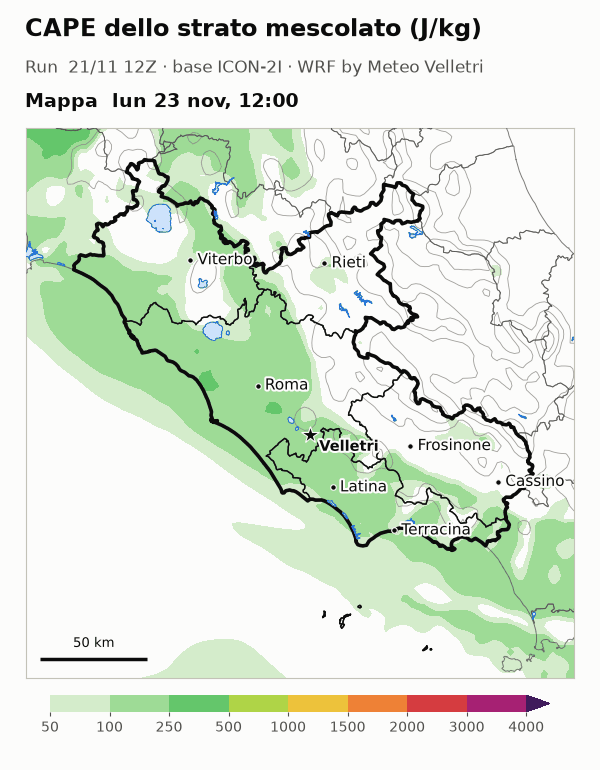 CAPE dello strato mescolato (J/kg)
Run  21/11 12Z · base ICON-2I · WRF by Meteo Velletri
Mappa  lun 23 nov, 12:00
Viterbo
Rieti
Roma
Velletri
Frosinone
Latina
Cassino
Terracina
50 km
50 100 250 500 1000 1500 2000 3000 4000